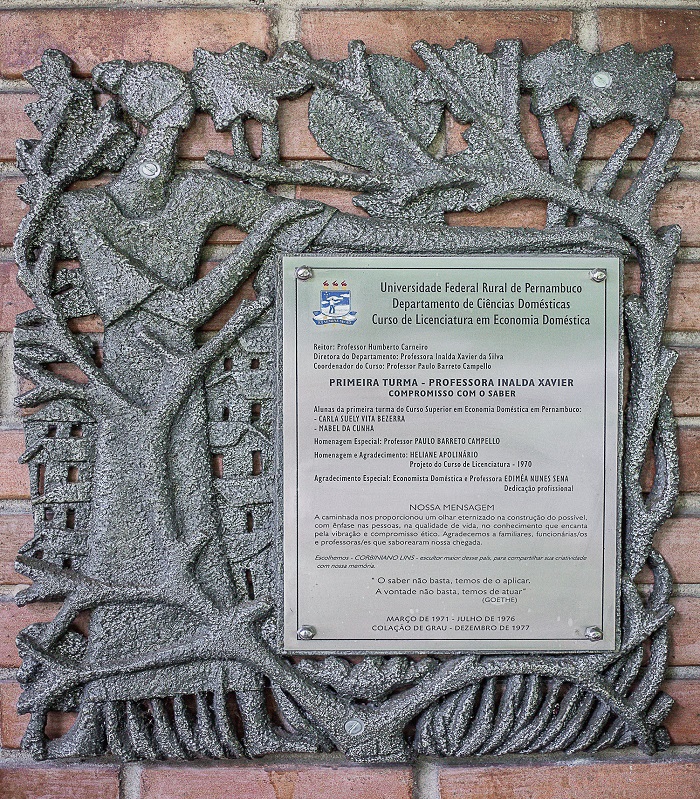 Universidade Federal Rural de Pernambuco
Departamento de Ciências Domésticas
Curso de Licenciatura em Economia Doméstica
Reitor: Professor Humberto Carneiro
Diretora do Departamento: Professora Inalda Xavier da Silva
Coordenador do Curso: Professor Paulo Barreto Campello
PRIMEIRA TURMA - PROFESSORA INALDA XAVIER
COMPROMISSO COM O SABER
Alunas da primeira turma do Curso Superior em Economia Doméstica em Pernambuco:
- CARLA SUELY VITA BEZERRA
- MABEL DA CUNHA
Homenagem Especial: Professor PAULO BARRETO CAMPELLO
Homenagem e Agradecimento: HELIANE APOLINÁRIO
Projeto do Curso de Licenciatura - 1970
Agradecimento Especial: Economista Doméstica e Professora EDIMÉA NUNES SENA
Dedicação profissional
NOSSA MENSAGEM
A caminhada nos proporcionou um olhar eternizado na construção do possível,
com ênfase nas pessoas, na qualidade de vida, no conhecimento que encanta
pela vibração e compromisso ético. Agradecemos a familiares, funcionárias/os
e professoras/es que saborearam nossa chegada.
Escolhemos - CORBINIANO LINS - escultor maior desse país, para compartilhar sua criatividade
com nossa memória.
" O saber não basta, temos de o aplicar.
A vontade não basta, temos de atuar"
(GOETHE)
MARÇO DE 1971 - JULHO DE 1976
COLAÇÃO DE GRAU - DEZEMBRO DE 1977